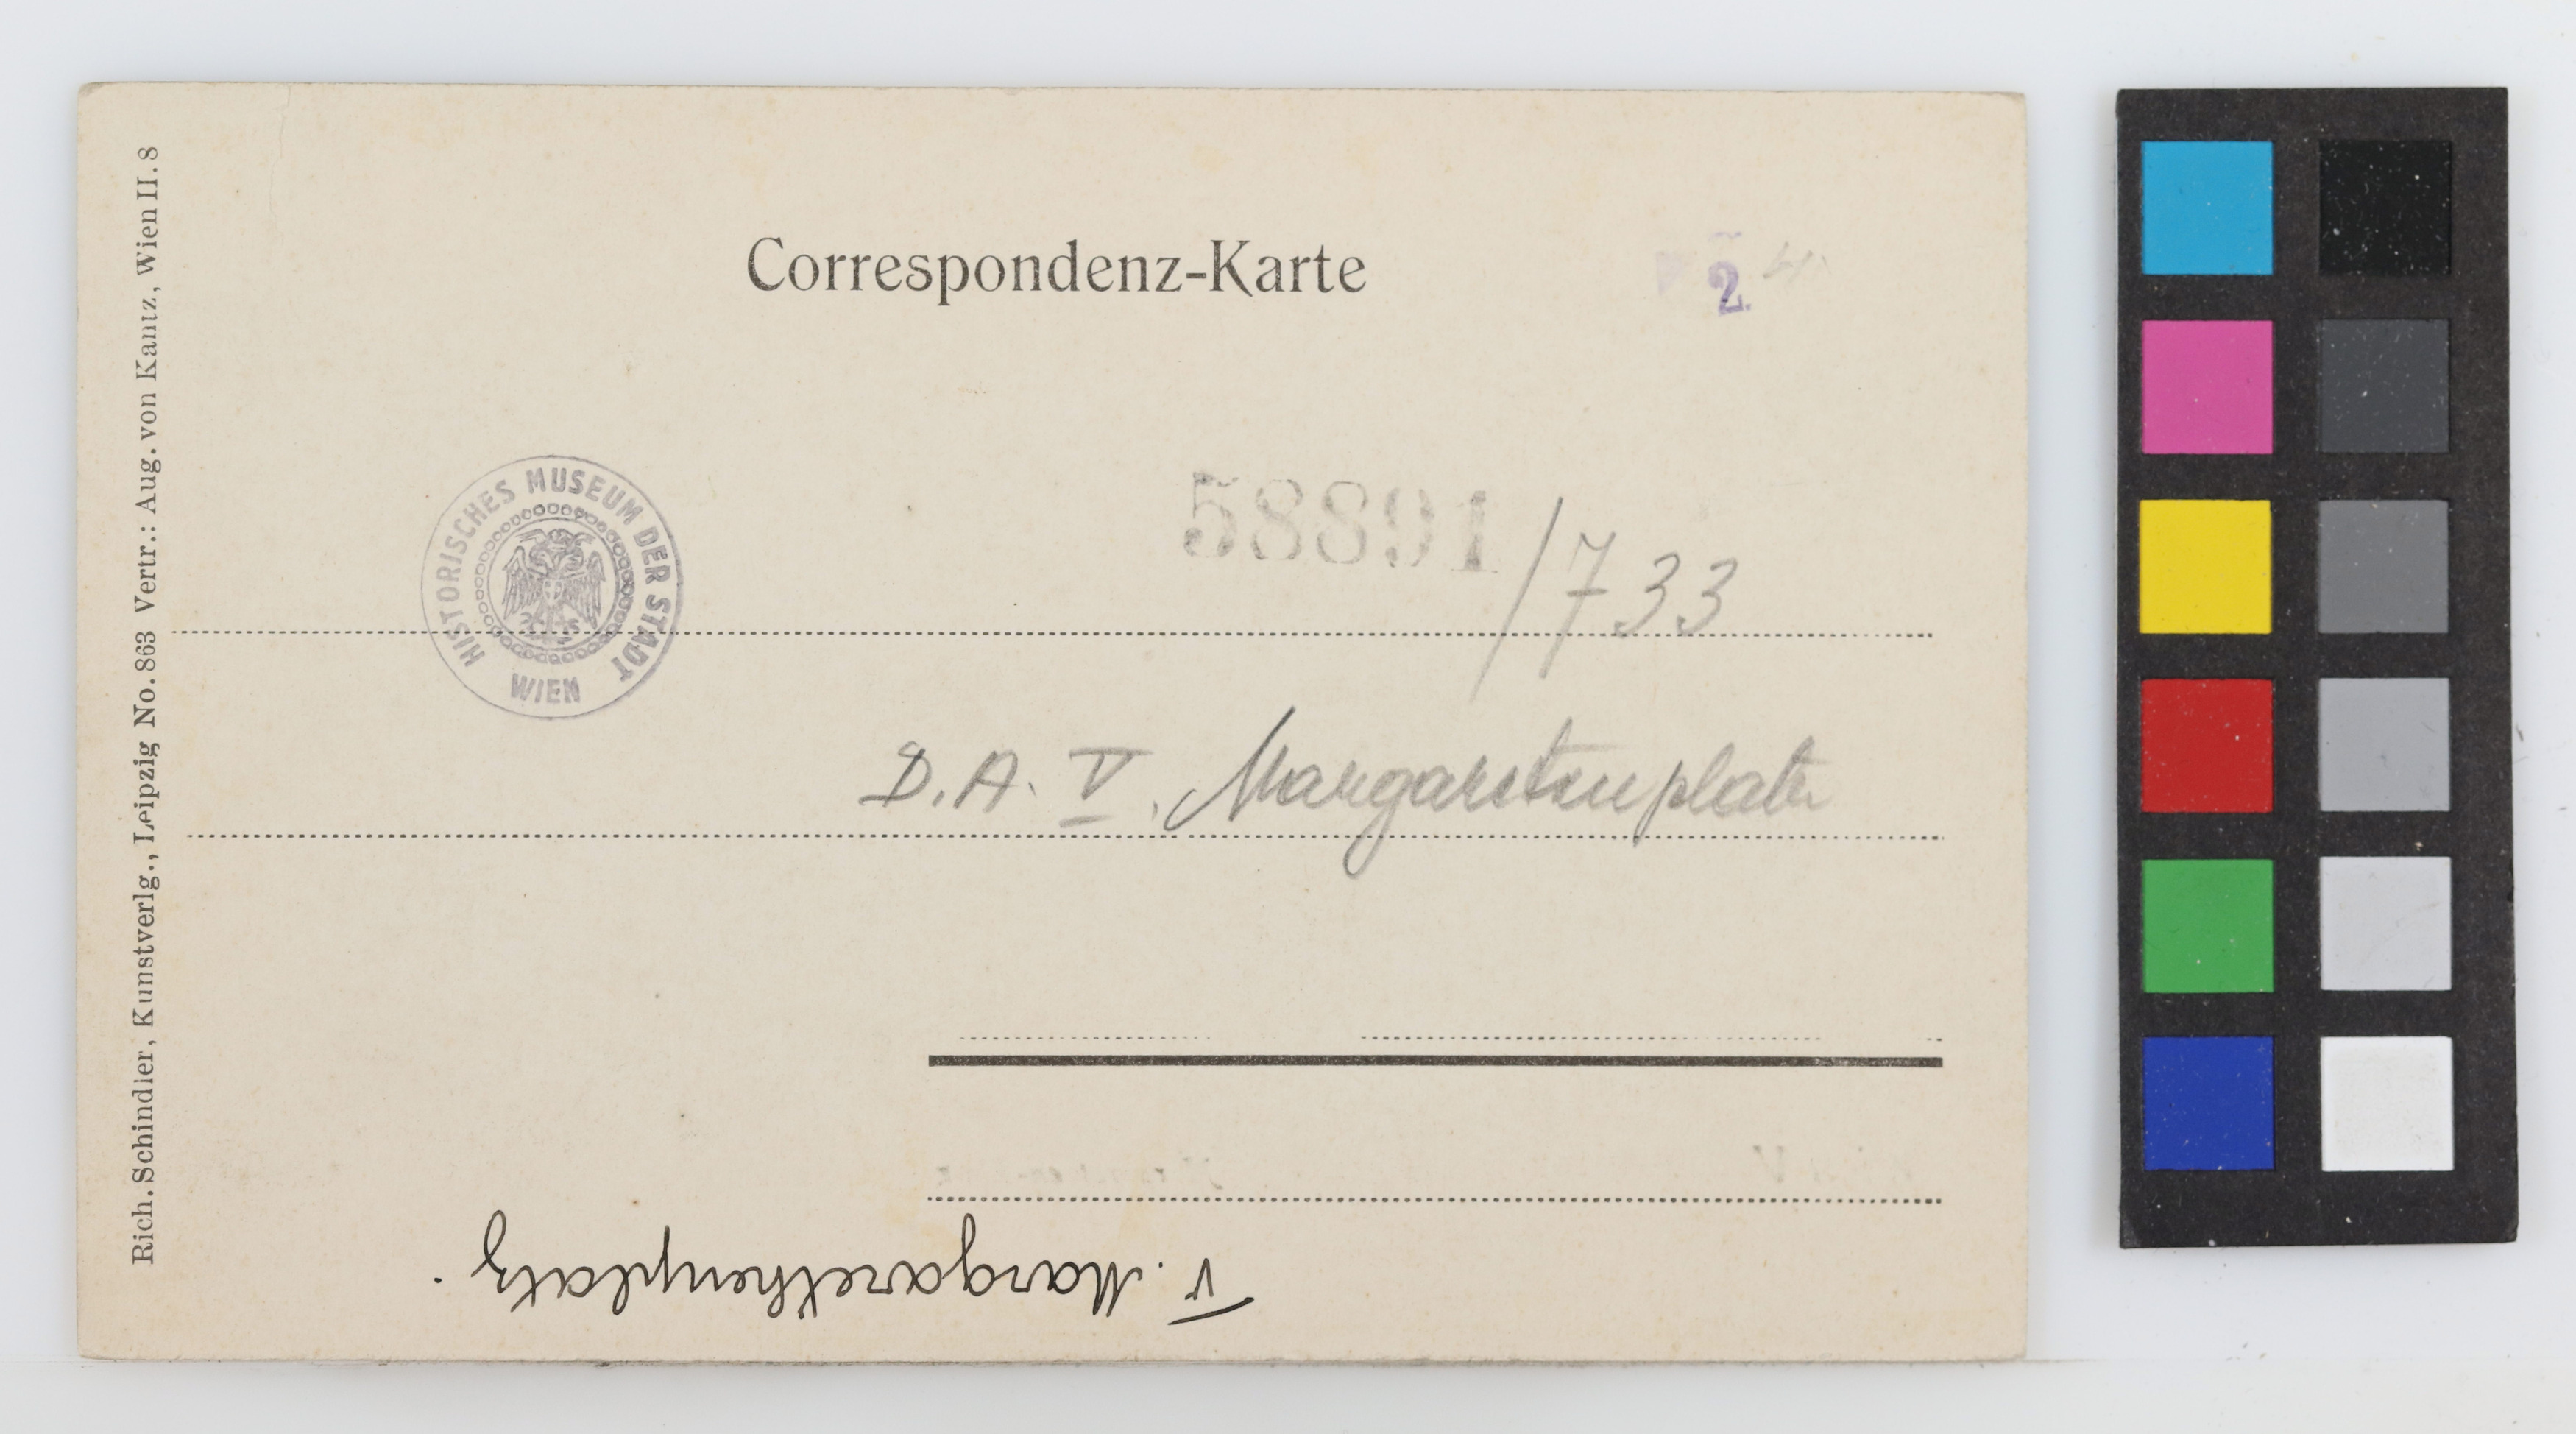 Correspondenz-Karte
2.
HISTORISCHES MUSEUM DER STADT
WIEN
58891/733
D.A. V. Margaretenplatz
V. Margarethenplatz.
Rich. Schindler, Kunstverlg., Leipzig No. 863 Vertr.: Aug. von Kantz, Wien II. 8